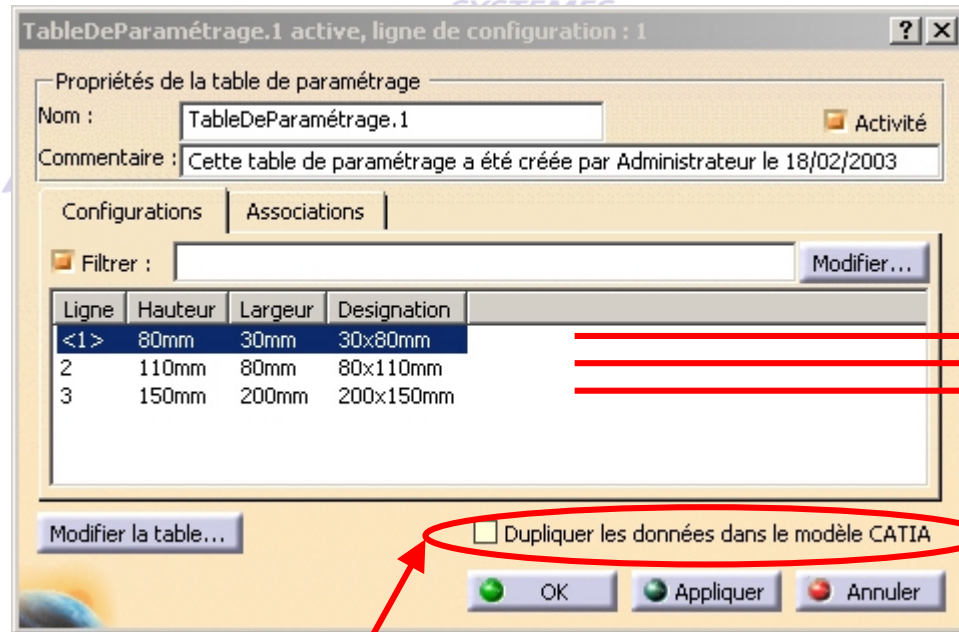 SYSTEMES
TableDeParamétrage.1 active, ligne de configuration : 1
Propriétés de la table de paramétrage
Nom : TableDeParamétrage.1 Activité
Commentaire : Cette table de paramétrage a été créée par Administrateur le 18/02/2003
Configurations Associations
Filtrer : Modifier...
Ligne Hauteur Largeur Designation
<1> 80mm 30mm 30x80mm
2 110mm 80mm 80x110mm
3 150mm 200mm 200x150mm
Modifier la table... Dupliquer les données dans le modèle CATIA
OK Appliquer Annuler